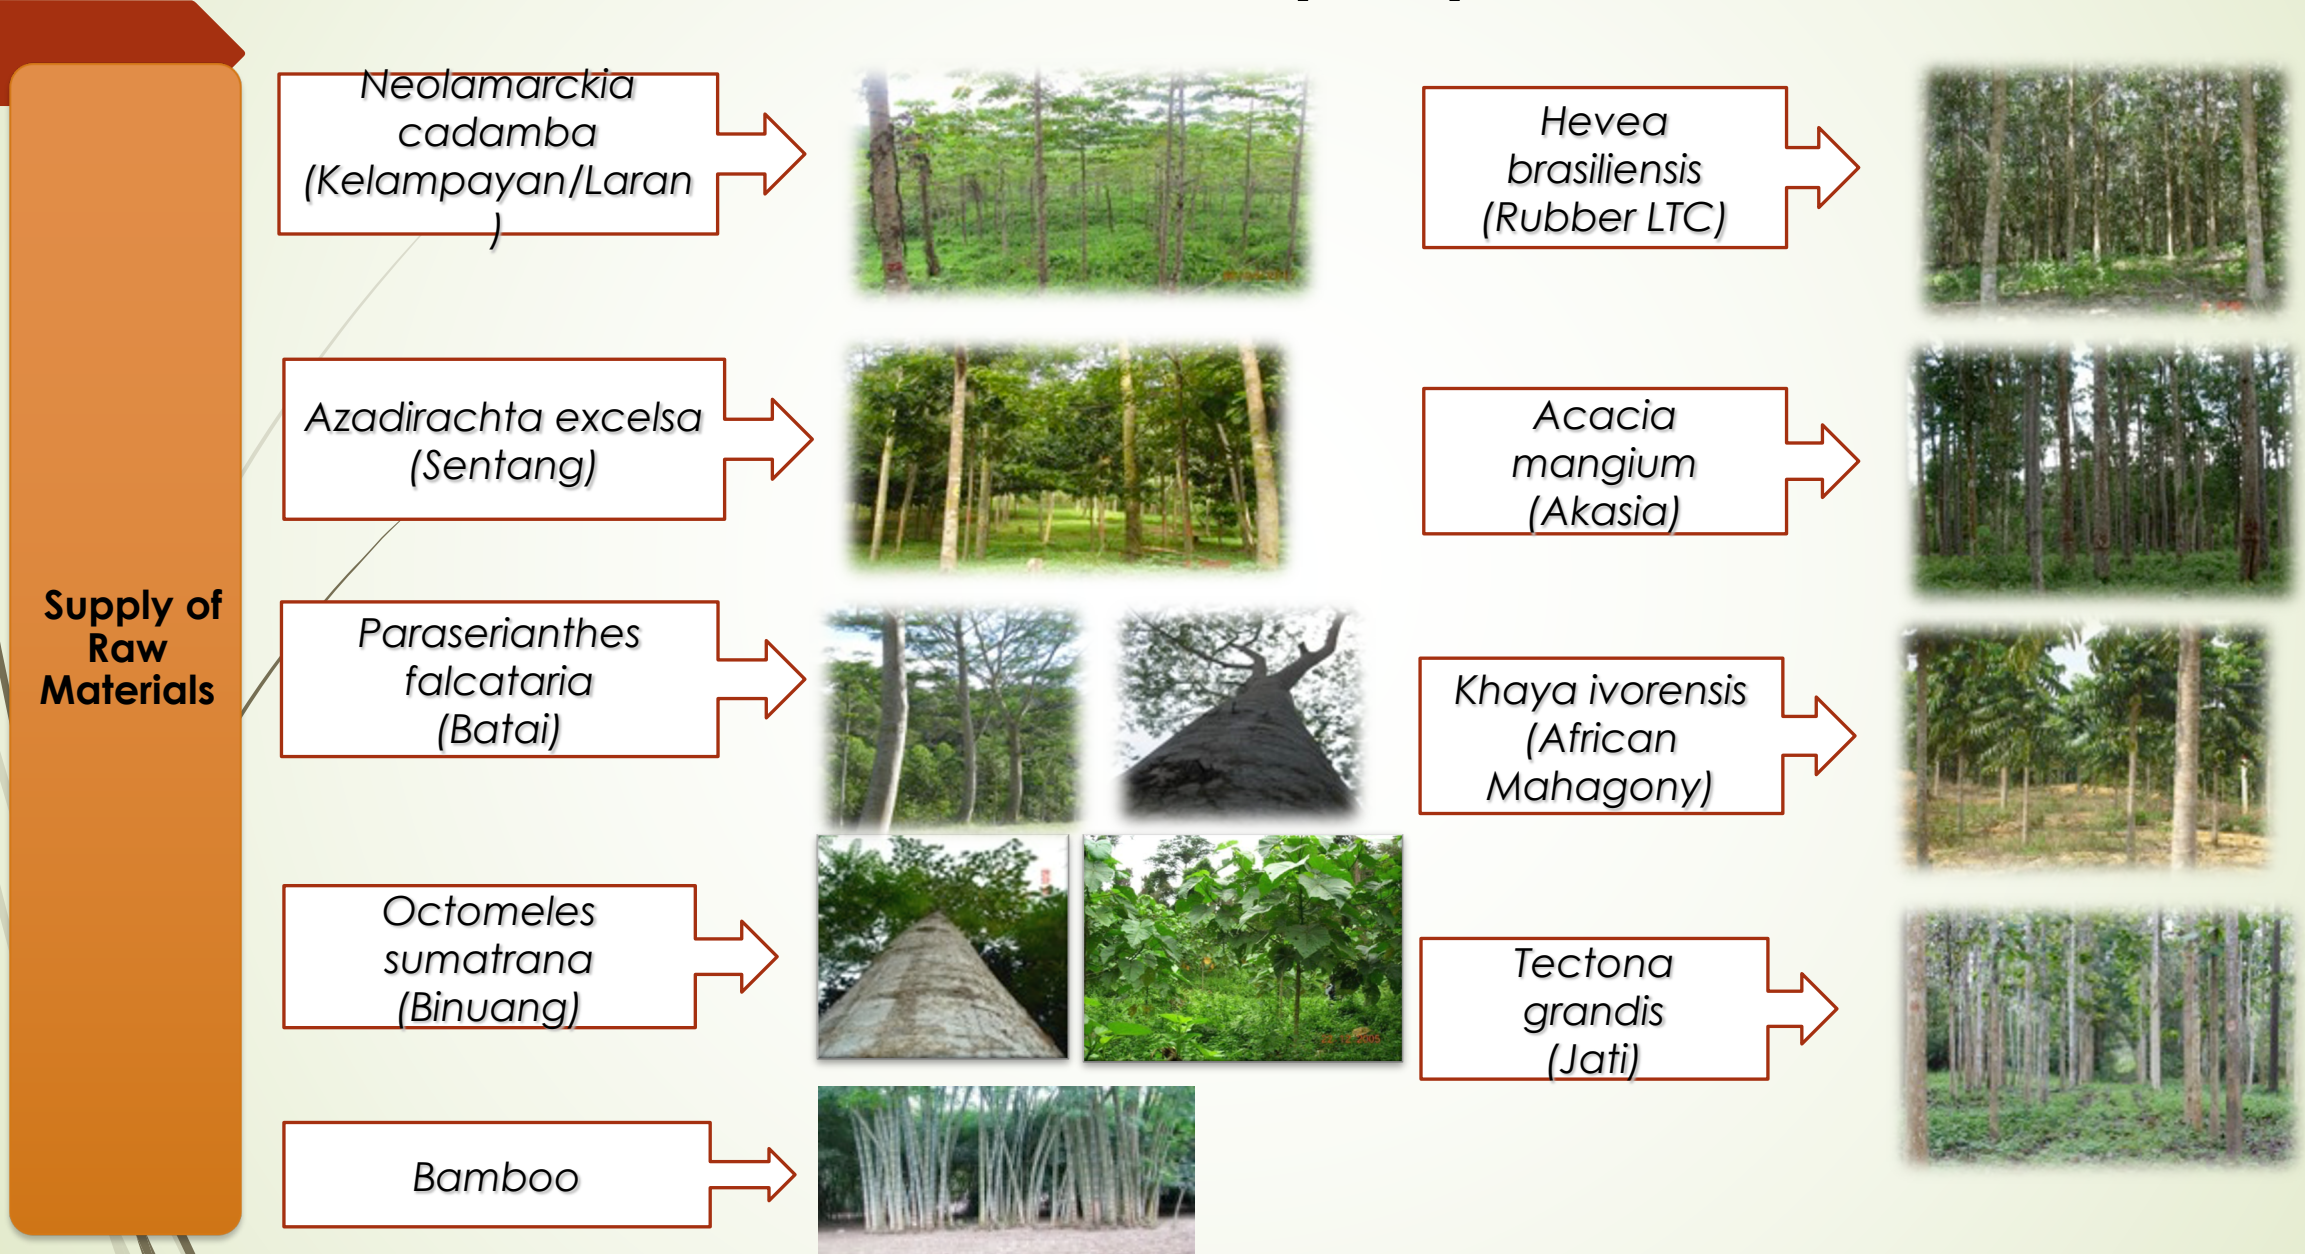 Supply of
Raw
Materials
Neolamarckia
cadamba
(Kelampayan/Laran
)
Azadirachta excelsa
(Sentang)
Paraserianthes
falcataria
(Batai)
Octomeles
sumatrana
(Binuang)
Bamboo
Hevea
brasiliensis
(Rubber LTC)
Acacia
mangium
(Akasia)
Khaya ivorensis
(African
Mahagony)
Tectona
grandis
(Jati)